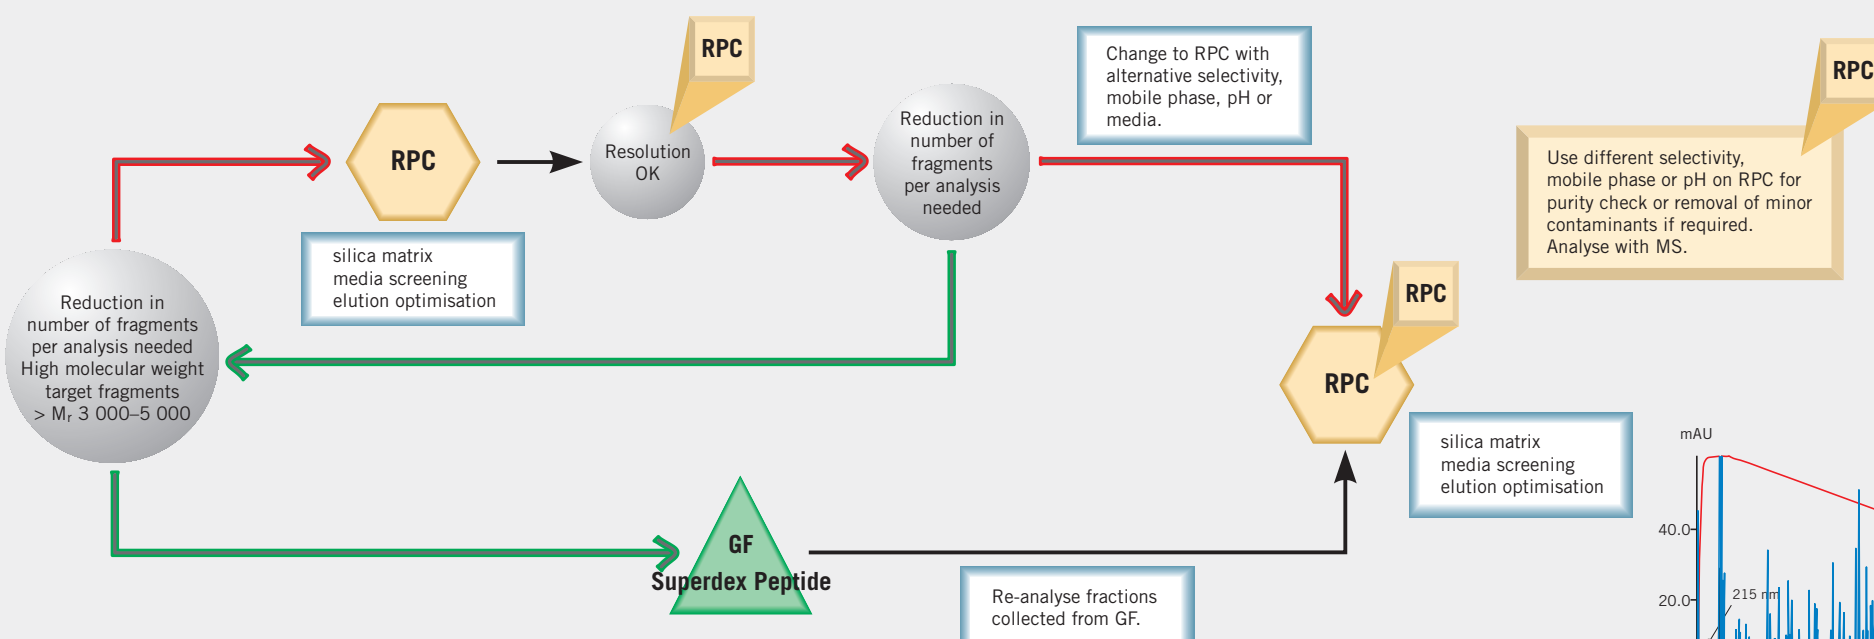 RPC
RPC
Resolution
OK
Reduction in
number of
fragments
per analysis
needed
Change to RPC with
alternative selectivity,
mobile phase, pH or
media.
RPC
Use different selectivity,
mobile phase or pH on RPC for
purity check or removal of minor
contaminants if required.
Analyse with MS.
silica matrix
media screening
elution optimisation
Reduction in
number of fragments
per analysis needed
High molecular weight
target fragments
> Mr 3 000–5 000
RPC
RPC
silica matrix
media screening
elution optimisation
GF
Superdex Peptide
Re-analyse fractions
collected from GF.
mAU
40.0
20.0
215 nm